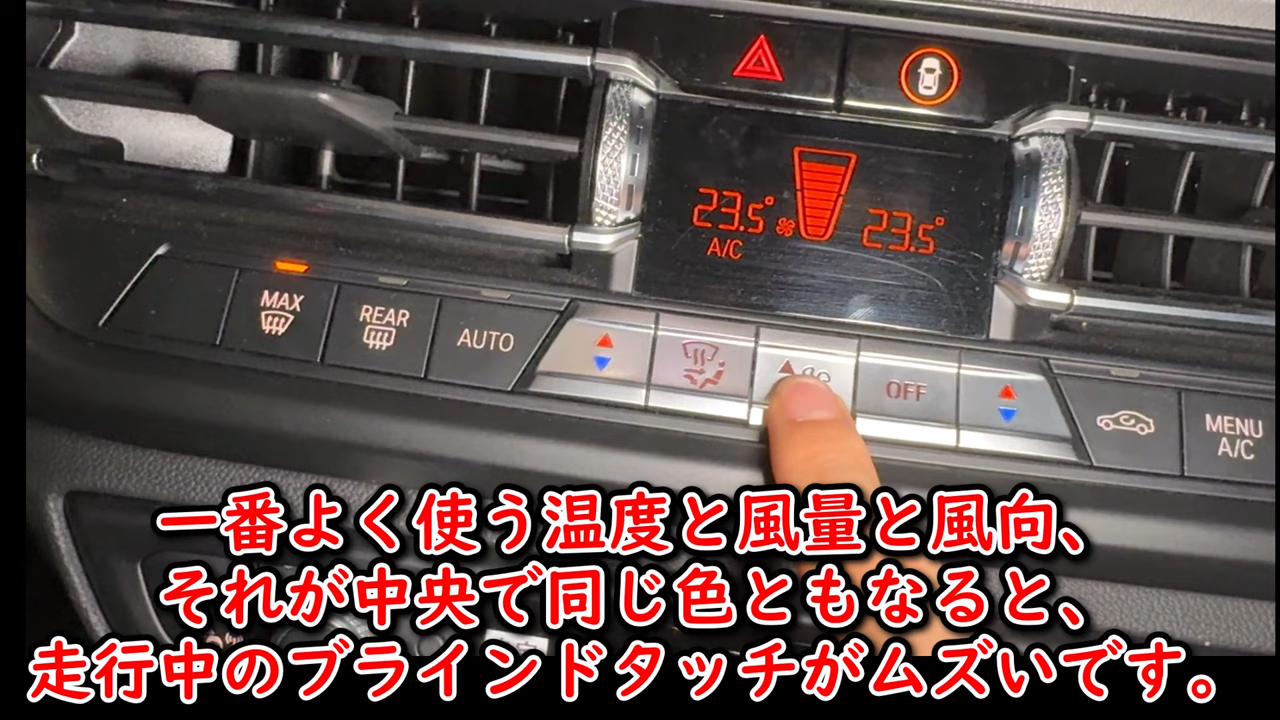 23.5°
23.5°
A/C
MAX
REAR
AUTO
OFF
MENU
A/C
一番よく使う温度と風量と風向、
それが中央で同じ色ともなると、
走行中のブラインドタッチがムズいです。